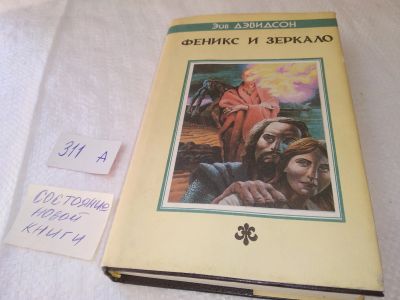 Эйв ДЭВИДСОН
ФЕНИКС И ЗЕРКАЛО
311 А
СОСТОЯНИЕ
НОВОЙ
КНИГИ